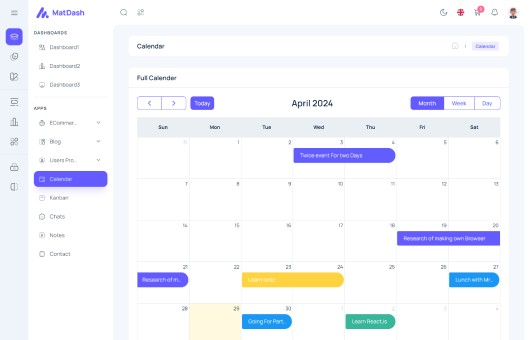 MatDash
2
DASHBOARDS
Dashboard1
Dashboard2
Dashboard3
APPS
ECommer...
Blog
Users Pro...
Calendar
Kanban
Chats
Notes
Contact
Calendar
Calendar
Full Calendar
Today
April 2024
Month Week Day
Sun Mon Tue Wed Thu Fri Sat
31 1 2 3 4 5 6
Twice event For two Days
7 8 9 10 11 12 13
14 15 16 17 18 19 20
Research of making own Browser
21 22 23 24 25 26 27
Research of m... Lunch with Mr...
28 29 30 1 2 3 4
Going For Part... Learn ReactJs